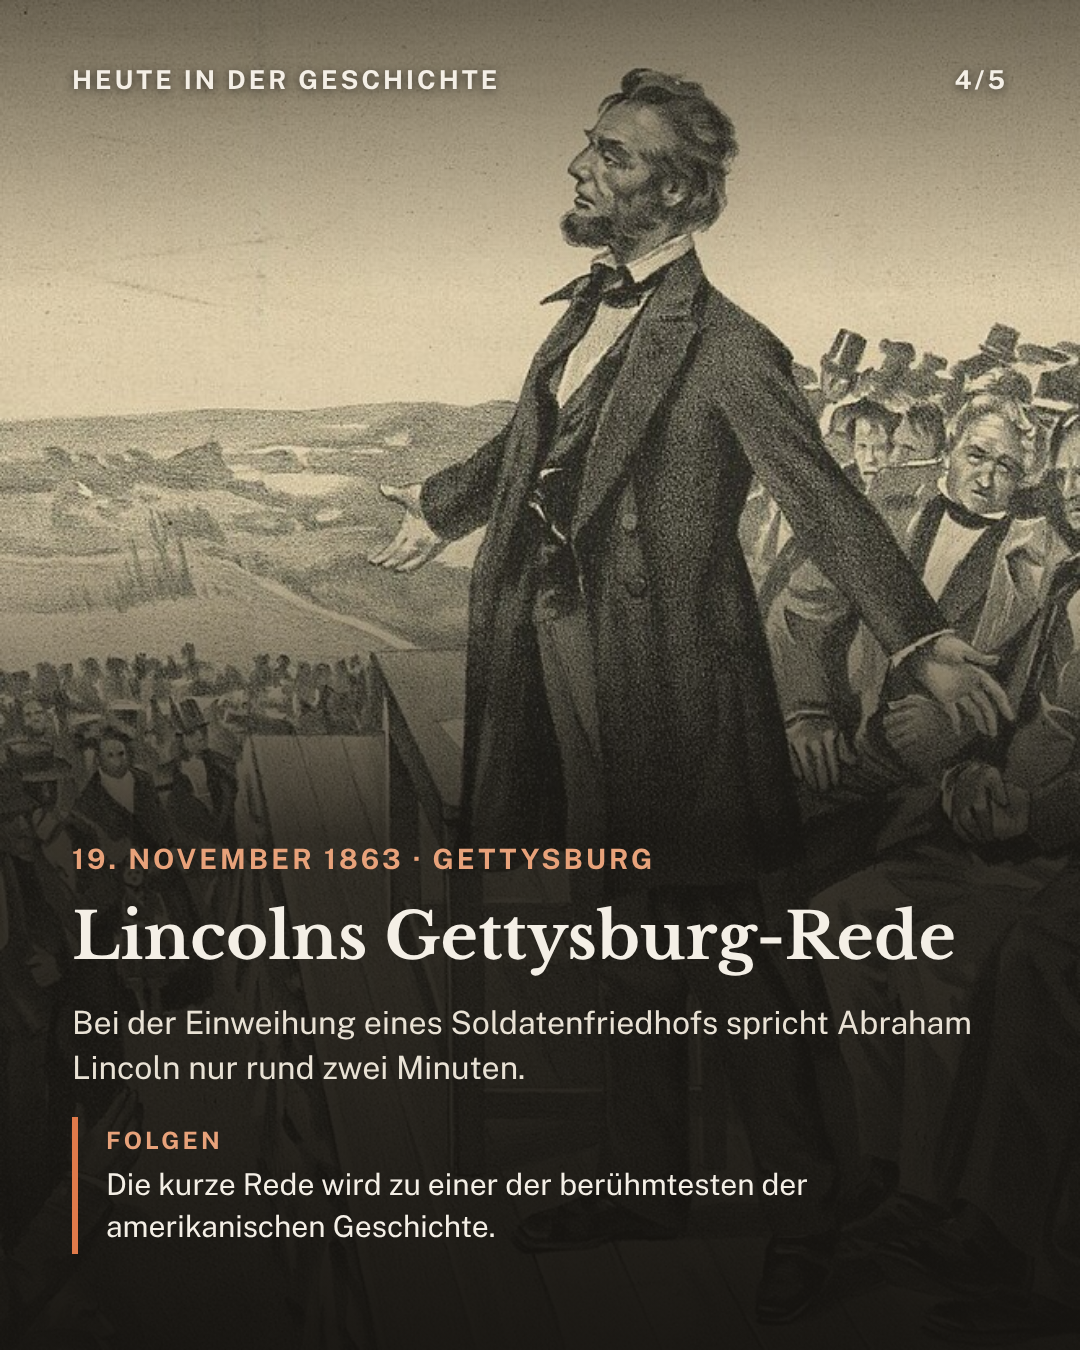 HEUTE IN DER GESCHICHTE
4/5
19. NOVEMBER 1863 · GETTYSBURG
Lincolns Gettysburg-Rede
Bei der Einweihung eines Soldatenfriedhofs spricht Abraham
Lincoln nur rund zwei Minuten.
FOLGEN
Die kurze Rede wird zu einer der berühmtesten der
amerikanischen Geschichte.